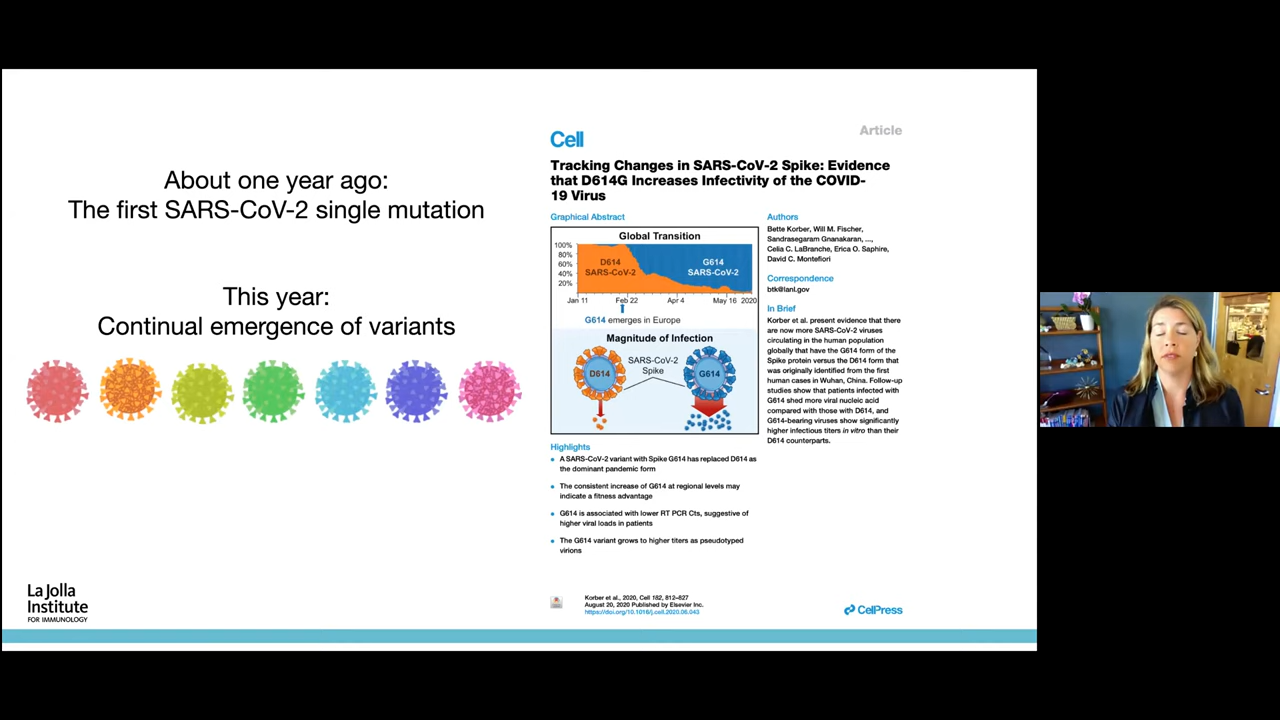 About one year ago:
The first SARS-CoV-2 single mutation
This year:
Continual emergence of variants
La Jolla
Institute
FOR IMMUNOLOGY
Cell
Article
Tracking Changes in SARS-CoV-2 Spike: Evidence
that D614G Increases Infectivity of the COVID-
19 Virus
Graphical Abstract
Global Transition
100%
80%
60%
40%
20%
D614
SARS-CoV-2
G614
SARS-CoV-2
Jan 11
Feb 22
Apr 4
May 16
2020
G614 emerges in Europe
Magnitude of Infection
SARS-CoV-2
Spike
D614
G614
Highlights
A SARS-CoV-2 variant with Spike G614 has replaced D614 as
the dominant pandemic form
The consistent increase of G614 at regional levels may
indicate a fitness advantage
G614 is associated with lower RT PCR Cts, suggestive of
higher viral loads in patients
The G614 variant grows to higher titers as pseudotyped
virions
Authors
Bette Korber, Will M. Fischer,
Sandrasegaram Gnanakaran, ...,
Celia C. LaBranche, Erica O. Saphire,
David C. Montefiori
Correspondence
btk@lanl.gov
In Brief
Korber et al. present evidence that there
are now more SARS-CoV-2 viruses
circulating in the human population
globally that have the G614 form of the
Spike protein versus the D614 form that
was originally identified from the first
human cases in Wuhan, China. Follow-up
studies show that patients infected with
G614 shed more viral nucleic acid
compared with those with D614, and
G614-bearing viruses show significantly
higher infectious titers in vitro than their
D614 counterparts.
Korber et al., 2020, Cell 182, 812–827
August 20, 2020 Published by Elsevier Inc.
https://doi.org/10.1016/j.cell.2020.06.043
CellPress